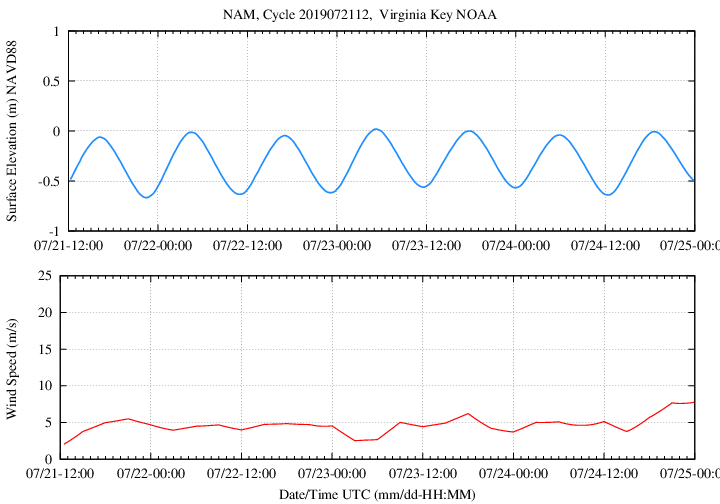 NAM, Cycle 2019072112,  Virginia Key NOAA
Surface Elevation (m) NAVD88
1
0.5
0
-0.5
-1
07/21-12:00 07/22-00:00 07/22-12:00 07/23-00:00 07/23-12:00 07/24-00:00 07/24-12:00 07/25-00:0
Wind Speed (m/s)
25
20
15
10
5
0
07/21-12:00 07/22-00:00 07/22-12:00 07/23-00:00 07/23-12:00 07/24-00:00 07/24-12:00 07/25-00:0
Date/Time UTC (mm/dd-HH:MM)